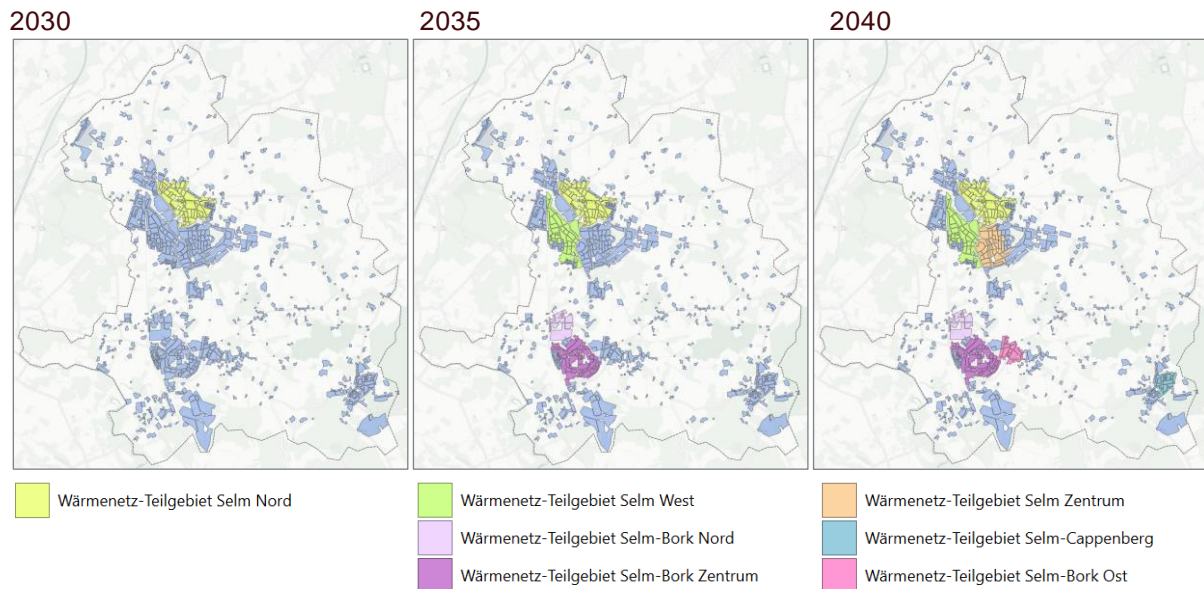 2030
2035
2040
Wärmenetz-Teilgebiet Selm Nord
Wärmenetz-Teilgebiet Selm West
Wärmenetz-Teilgebiet Selm-Bork Nord
Wärmenetz-Teilgebiet Selm-Bork Zentrum
Wärmenetz-Teilgebiet Selm Zentrum
Wärmenetz-Teilgebiet Selm-Cappenberg
Wärmenetz-Teilgebiet Selm-Bork Ost